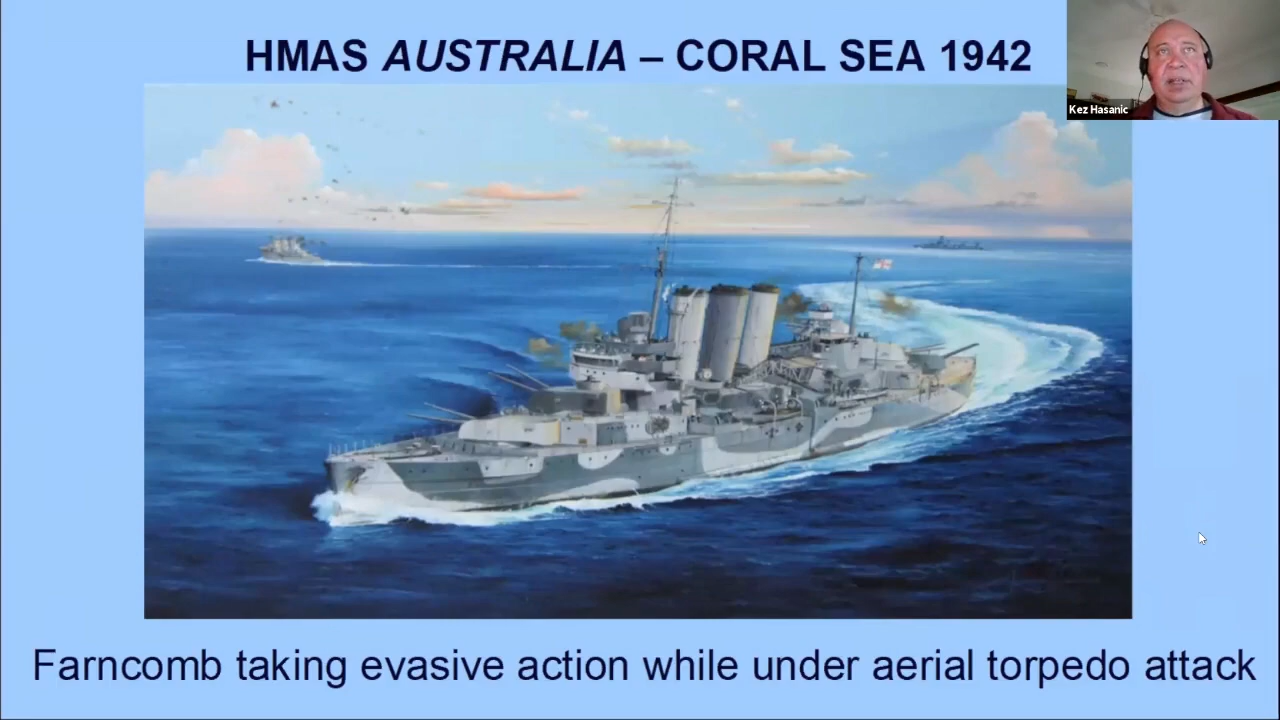 HMAS AUSTRALIA – CORAL SEA 1942
Kez Hasanic
Farncomb taking evasive action while under aerial torpedo attack